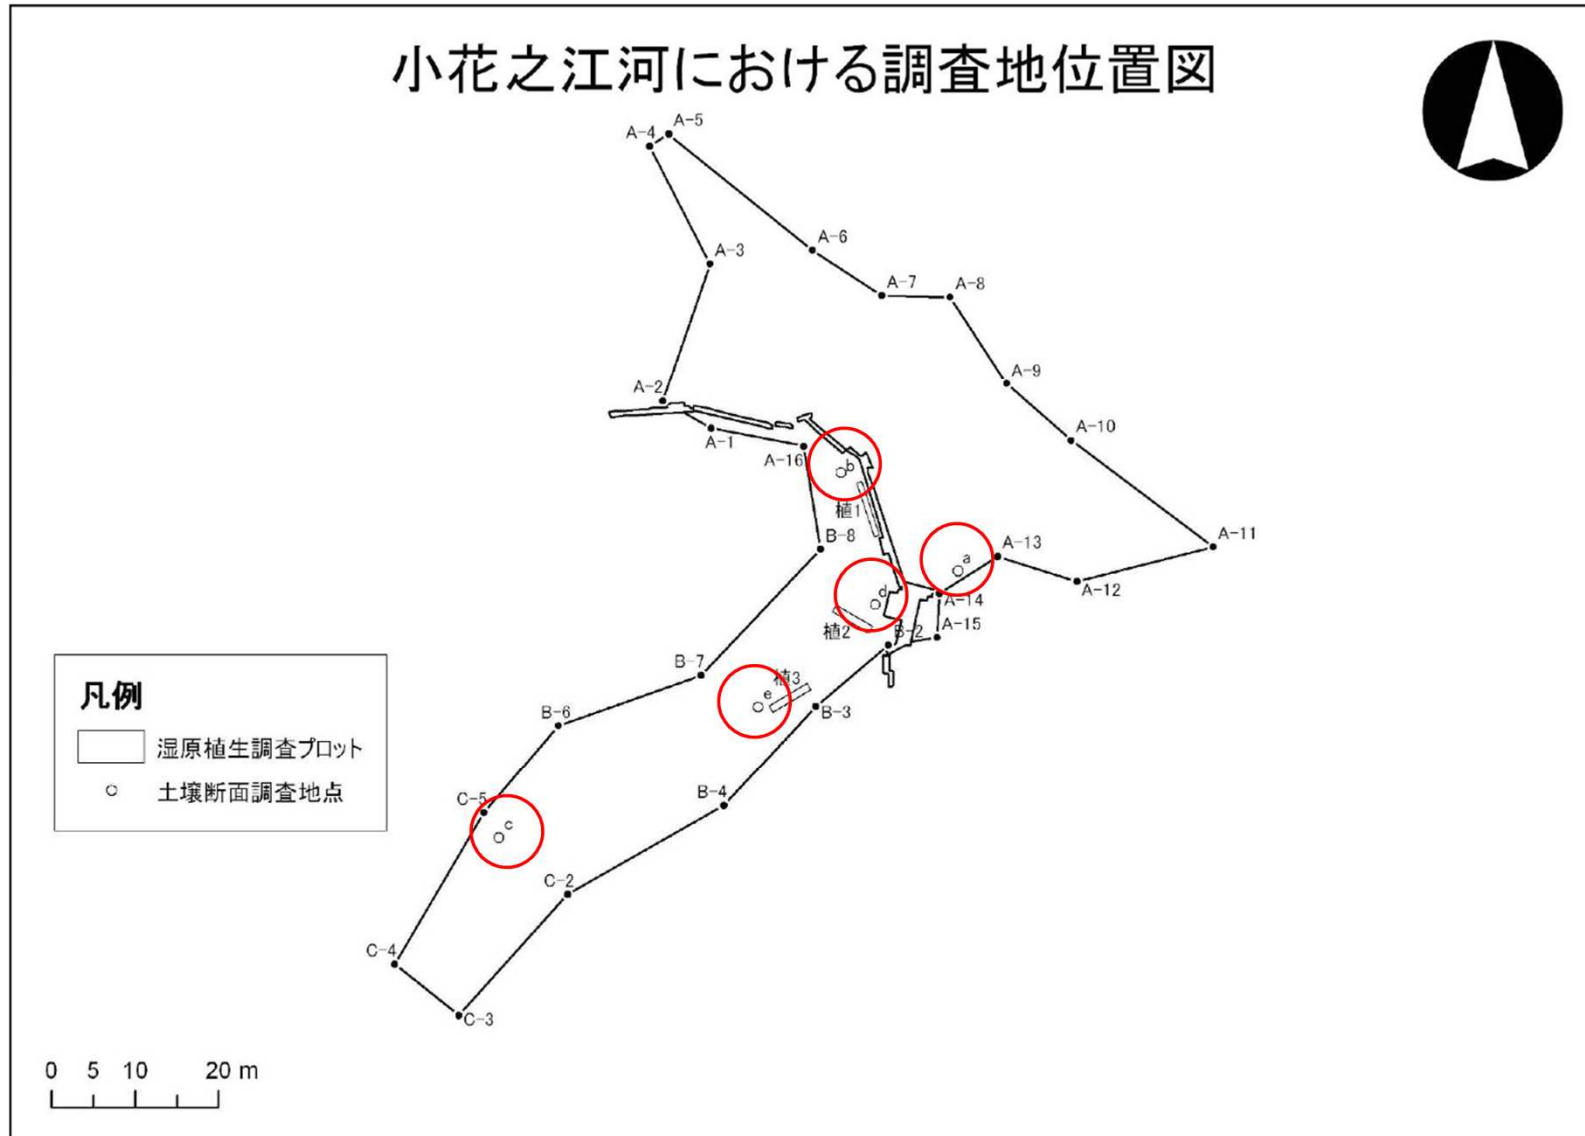 小花之江河における調査地位置図
A-4
A-5
A-6
A-3
A-7
A-8
A-9
A-2
A-1
A-16
A-10
b
植1
B-8
A-13
A-11
a
A-12
d
A-14
植2
B-2
A-15
B-7
植3
e
B-3
B-6
凡例
湿原植生調査プロット
土壌断面調査地点
C-5
c
B-4
C-2
C-4
C-3
0 5 10 20 m